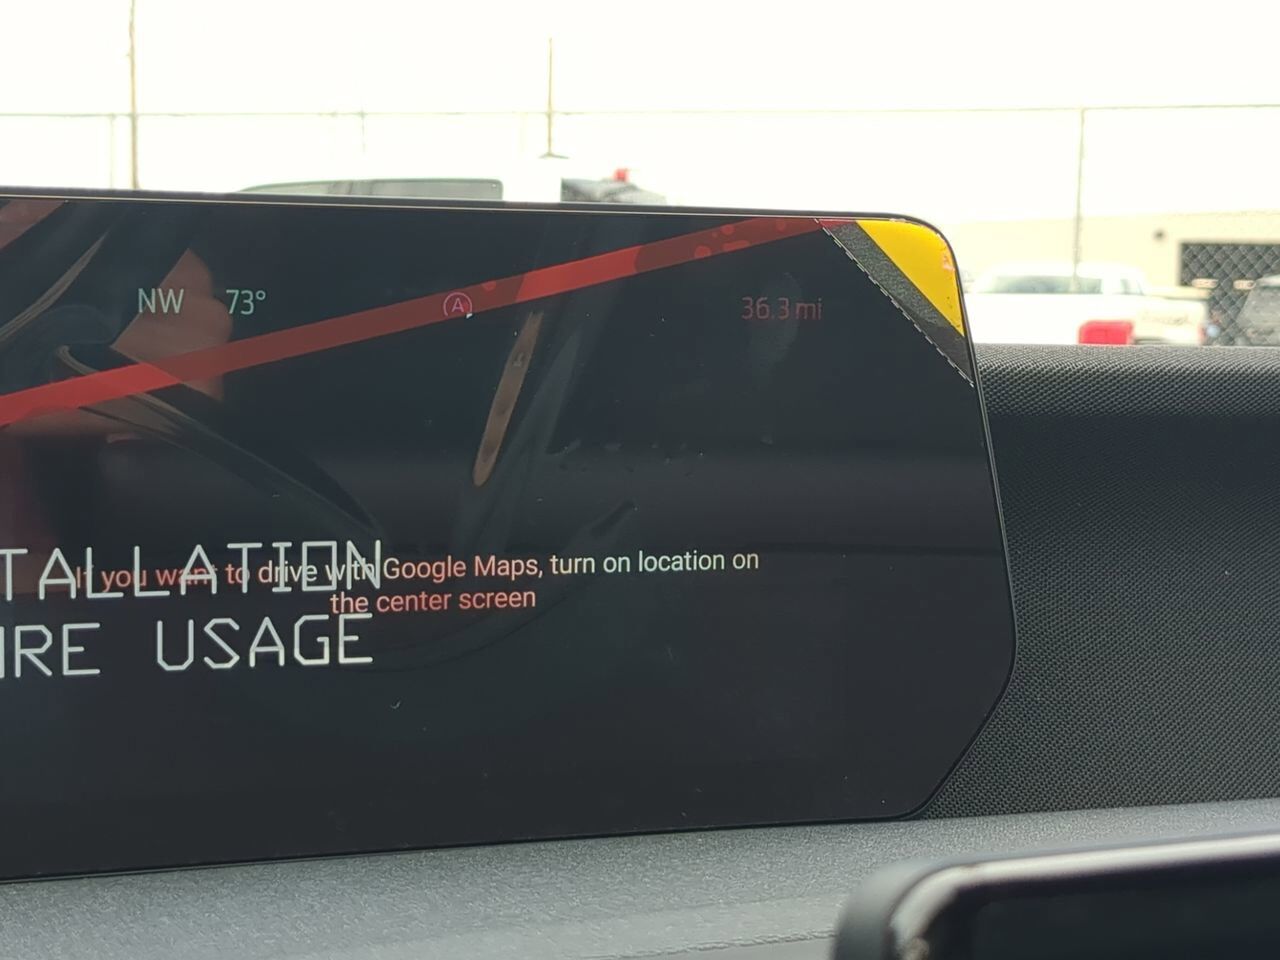 NW 73° A 36.3 mi
TALLATION
If you want to drive with Google Maps, turn on location on
the center screen
USAGE